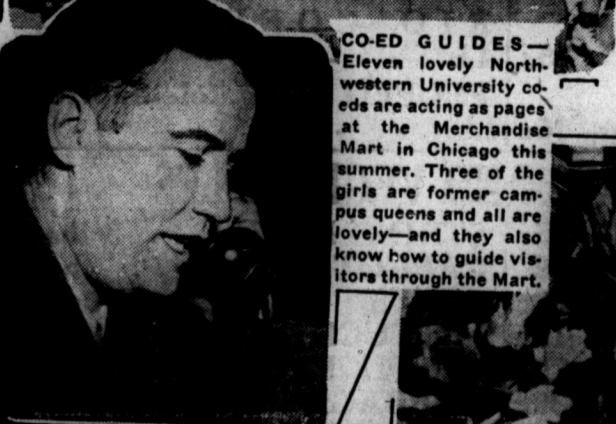 CO-ED GUIDES—
Eleven lovely North-
western University co-
eds are acting as pages
at the Merchandise
Mart in Chicago this
summer. Three of the
girls are former cam-
pus queens and all are
lovely—and they also
know how to guide vis-
itors through the Mart.